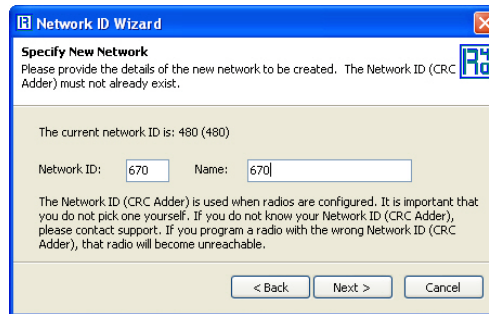 Network ID Wizard
Specify New Network
Please provide the details of the new network to be created. The Network ID (CRC
Adder) must not already exist.
The current network ID is: 480 (480)
Network ID: 670 Name: 670
The Network ID (CRC Adder) is used when radios are configured. It is important that
you do not pick one yourself. If you do not know your Network ID (CRC Adder),
please contact support. If you program a radio with the wrong Network ID (CRC
Adder), that radio will become unreachable.
< Back Next > Cancel